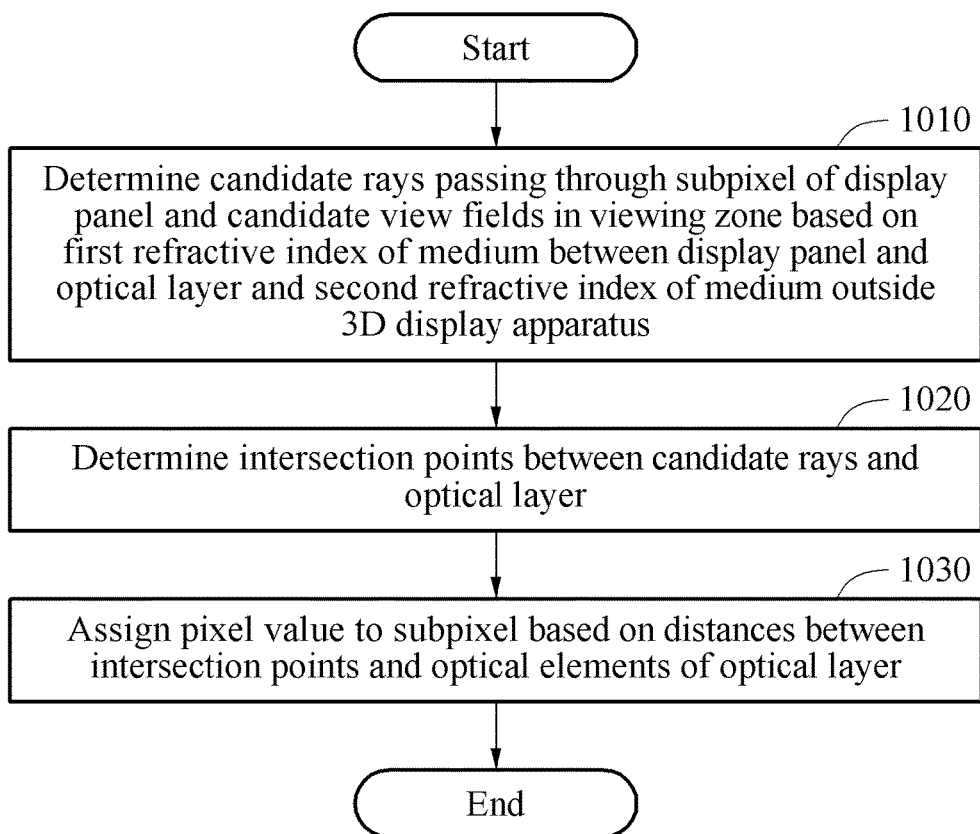 Start
1010
Determine candidate rays passing through subpixel of display
panel and candidate view fields in viewing zone based on
first refractive index of medium between display panel and
optical layer and second refractive index of medium outside
3D display apparatus
1020
Determine intersection points between candidate rays and
optical layer
1030
Assign pixel value to subpixel based on distances between
intersection points and optical elements of optical layer
End